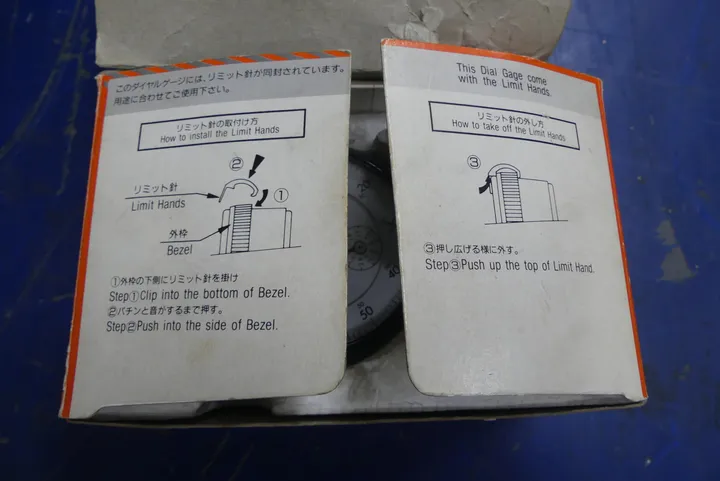 このダイヤルゲージには、リミット針が同封されています。
用途に合わせてご使用下さい。
リミット針の取付け方
How to install the Limit Hands
②
①
リミット針
Limit Hands
外枠
Bezel
①外枠の下側にリミット針を掛け
Step①Clip into the bottom of Bezel.
②パチンと音がするまで押す。
Step②Push into the side of Bezel.
This Dial Gage come
with the Limit Hands.
リミット針の外し方
How to take off the Limit Hands
③
③押し広げる様に外す。
Step③Push up the top of Limit Hand.
40
50